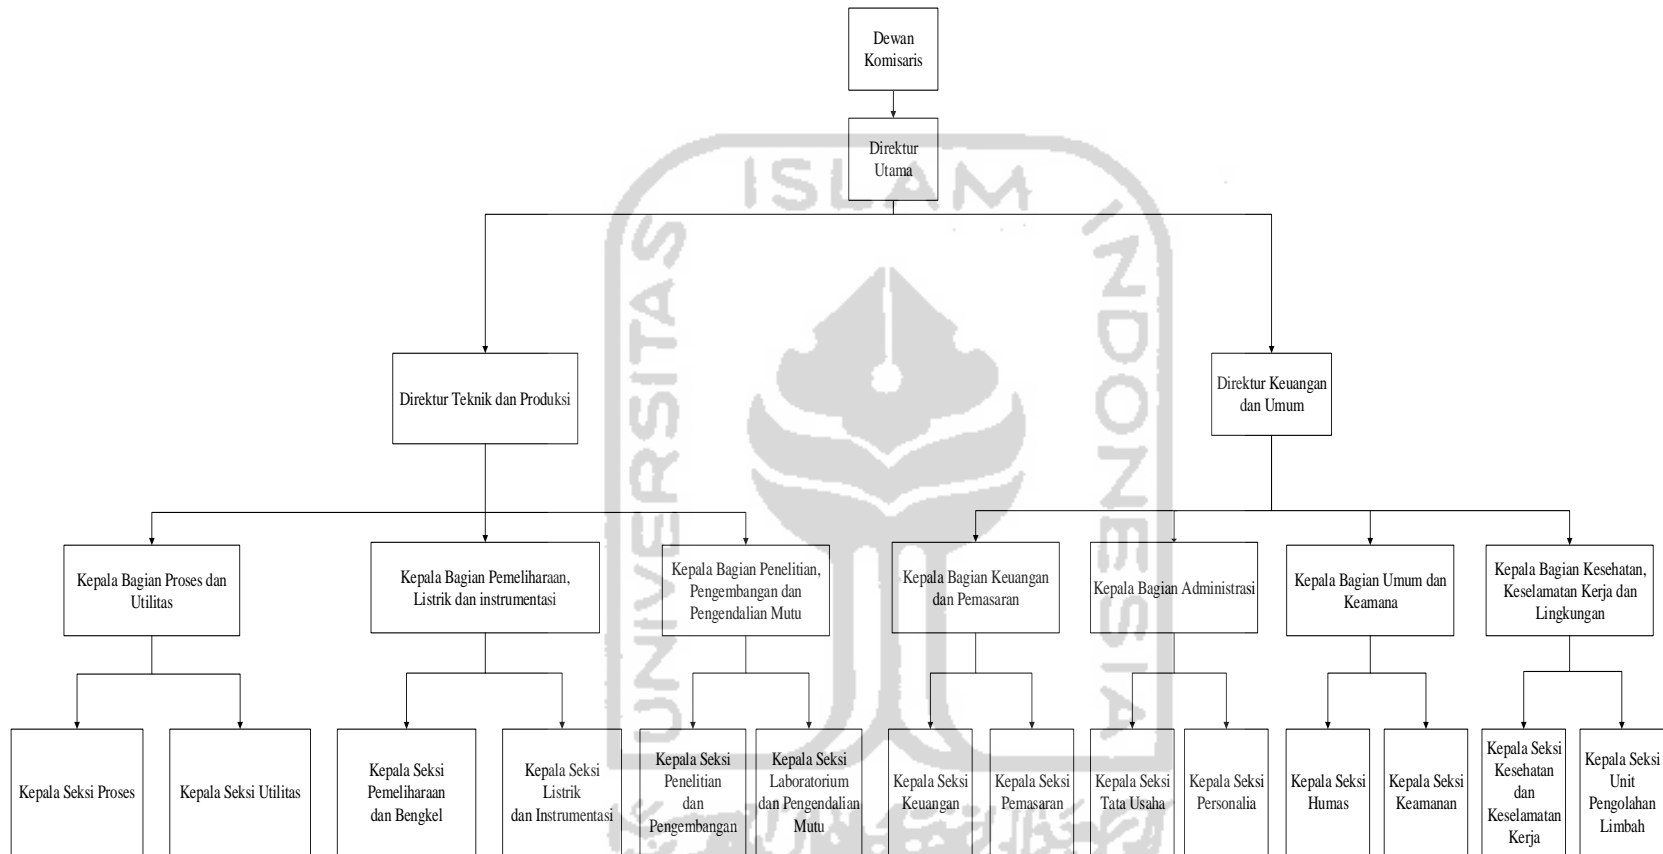 Dewan
Komisaris
Direktur
Utama
UNIVERSITAS
ISLAM
INDONESIA
Direktur Teknik dan Produksi
Direktur Keuangan
dan Umum
Kepala Bagian Proses dan
Utilitas
Kepala Bagian Pemeliharaan,
Listrik dan instrumentasi
Kepala Bagian Penelitian,
Pengembangan dan
Pengendalian Mutu
Kepala Bagian Keuangan
dan Pemasaran
Kepala Bagian Administrasi
Kepala Bagian Umum dan
Keamana
Kepala Bagian Kesehatan,
Keselamatan Kerja dan
Lingkungan
Kepala Seksi Proses
Kepala Seksi Utilitas
Kepala Seksi
Pemeliharaan
dan Bengkel
Kepala Seksi
Listrik
dan Instrumentasi
Kepala Seksi
Penelitian
dan
Pengembangan
Kepala Seksi
Laboratorium
dan Pengendalian
Mutu
Kepala Seksi
Keuangan
Kepala Seksi
Pemasaran
Kepala Seksi
Tata Usaha
Kepala Seksi
Personalia
Kepala Seksi
Humas
Kepala Seksi
Keamanan
Kepala Seksi
Kesehatan
dan
Keselamatan
Kerja
Kepala Seksi
Unit
Pengolahan
Limbah